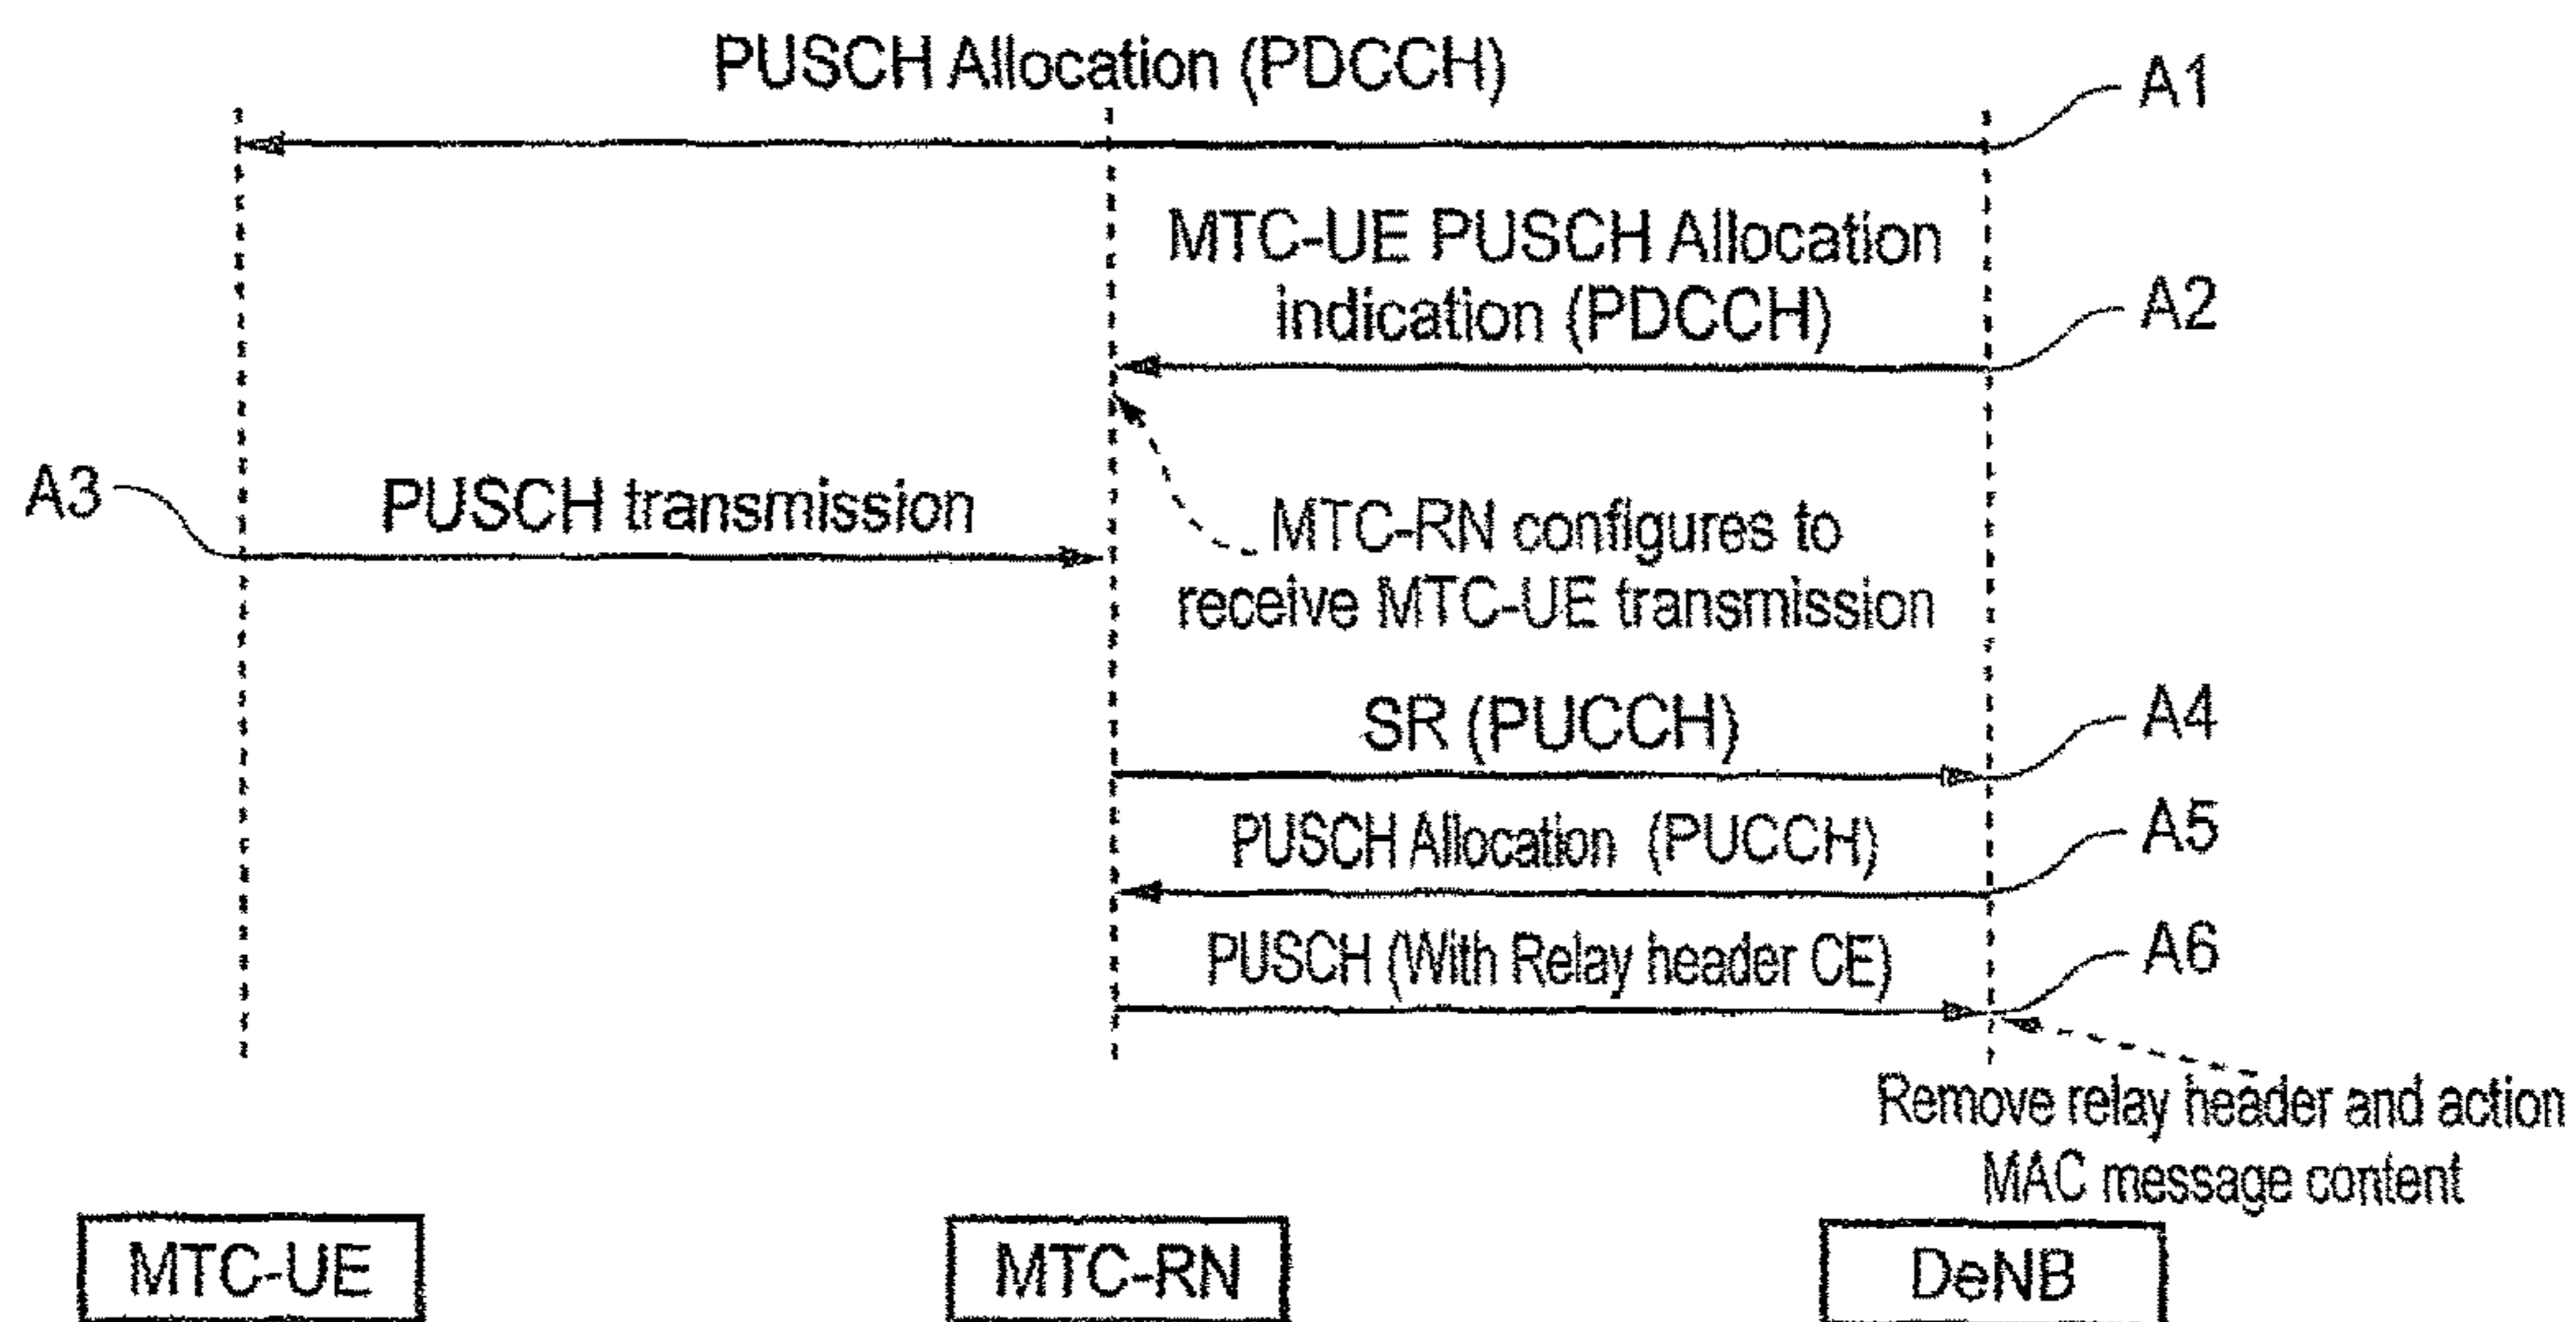 PUSCH Allocation (PDCCH)
A1
MTC-UE PUSCH Allocation
indication (PDCCH)
A2
A3
PUSCH transmission
MTC-RN configures to
receive MTC-UE transmission
SR (PUCCH)
A4
PUSCH Allocation (PUCCH)
A5
PUSCH (With Relay header CE)
A6
Remove relay header and action
MAC message content
MTC-UE
MTC-RN
DeNB